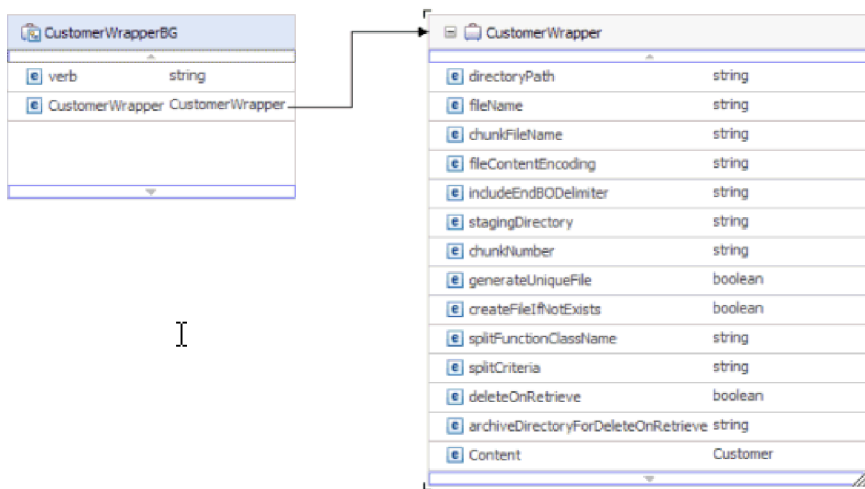 CustomerWrapperBG
verb string
CustomerWrapper CustomerWrapper
CustomerWrapper
directoryPath string
fileName string
chunkFileName string
fileContentEncoding string
includeEndBODelimiter string
stagingDirectory string
chunkNumber string
generateUniqueFile boolean
createFileIfNotExists boolean
splitFunctionClassName string
splitCriteria string
deleteOnRetrieve boolean
archiveDirectoryForDeleteOnRetrieve string
Content Customer